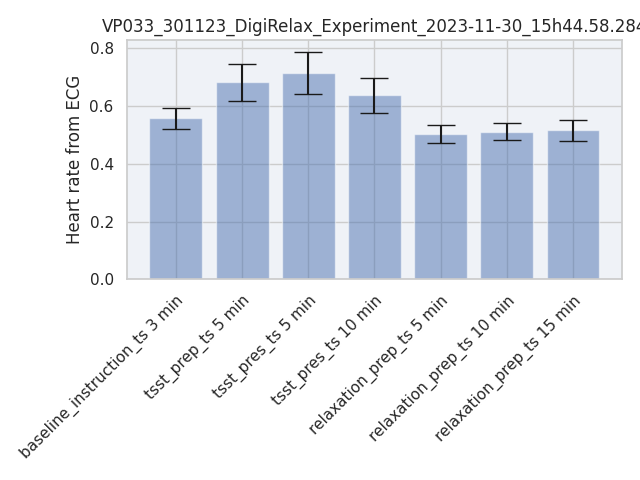 VP033_301123_DigiRelax_Experiment_2023-11-30_15h44.58.284
Heart rate from ECG
0.8
0.6
0.4
0.2
0.0
baseline_instruction_ts 3 min
tsst_prep_ts 5 min
tsst_pres_ts 5 min
tsst_pres_ts 10 min
relaxation_prep_ts 5 min
relaxation_prep_ts 10 min
relaxation_prep_ts 15 min